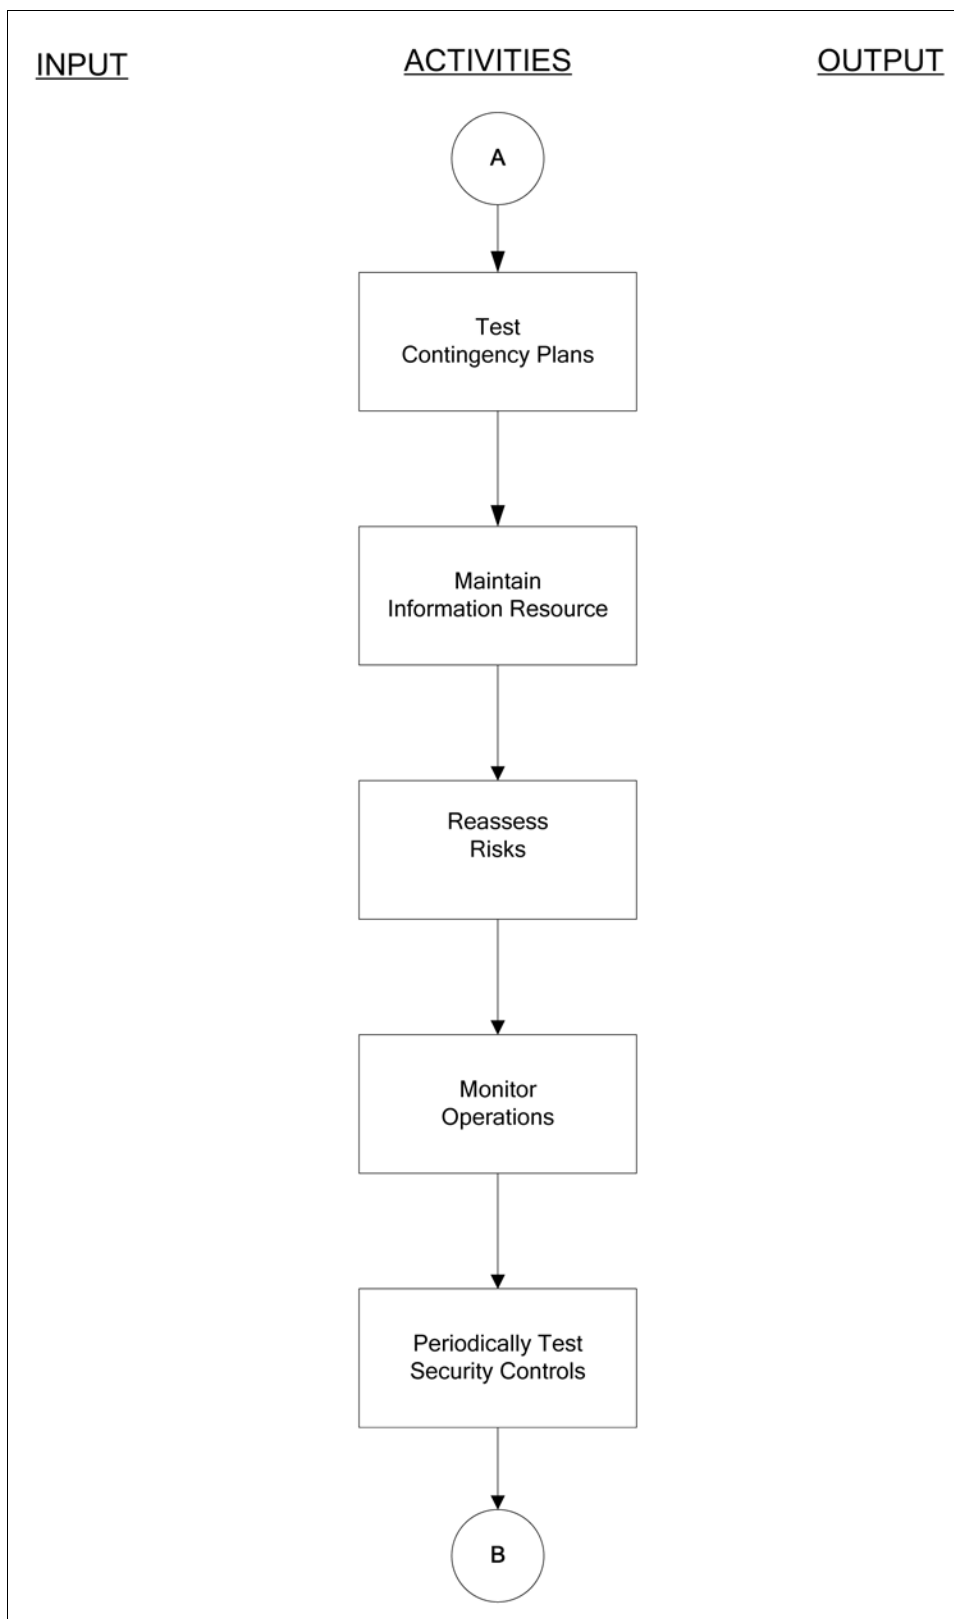 INPUT
ACTIVITIES
OUTPUT
A
Test
Contingency Plans
Maintain
Information Resource
Reassess
Risks
Monitor
Operations
Periodically Test
Security Controls
B